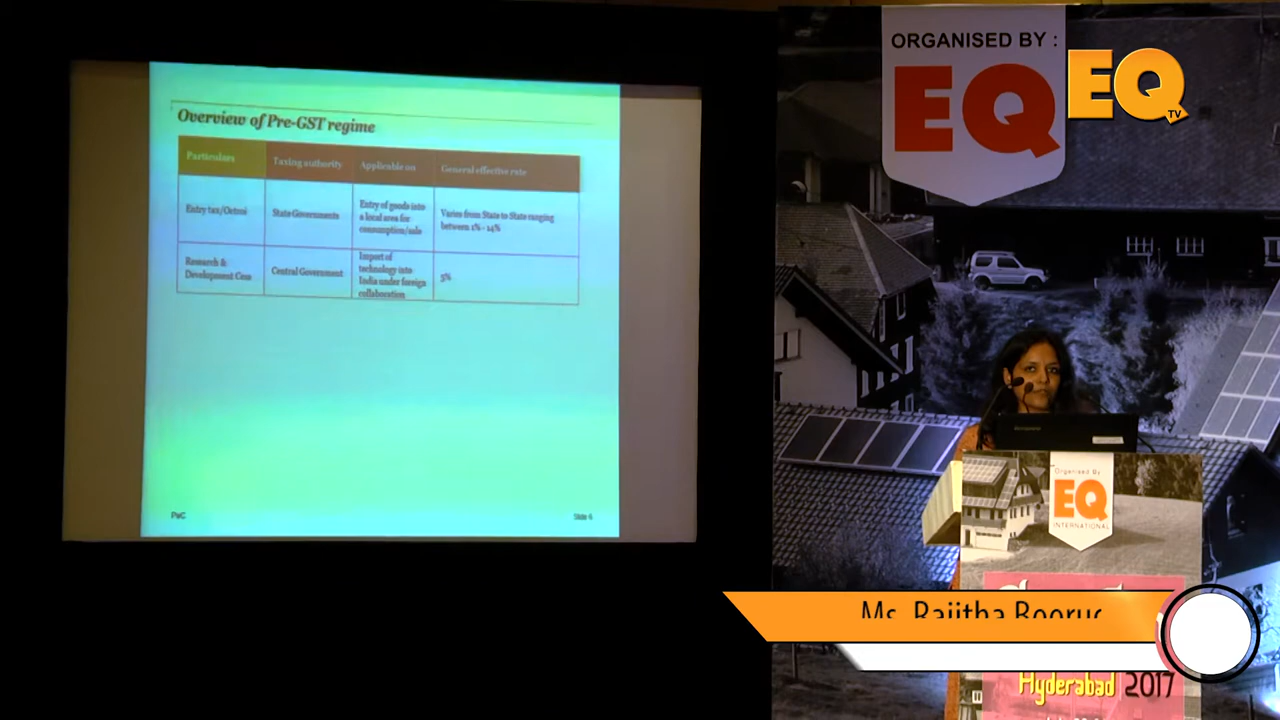 ORGANISED BY :
EQ
EQ
TV
Overview of Pre-GST regime
Particulars
Taxing authority
Applicable on
General effective rate
Entry tax/Octroi
State Governments
Entry of goods into
a local area for
consumption/sale
Varies from State to State ranging
between 1% - 14%
Research &
Development Cess
Central Government
Import of
technology into
India under foreign
collaboration
5%
PwC
Slide 6
Organised By
EQ
INTERNATIONAL
Ms. Rajitha
Hyderabad 2017